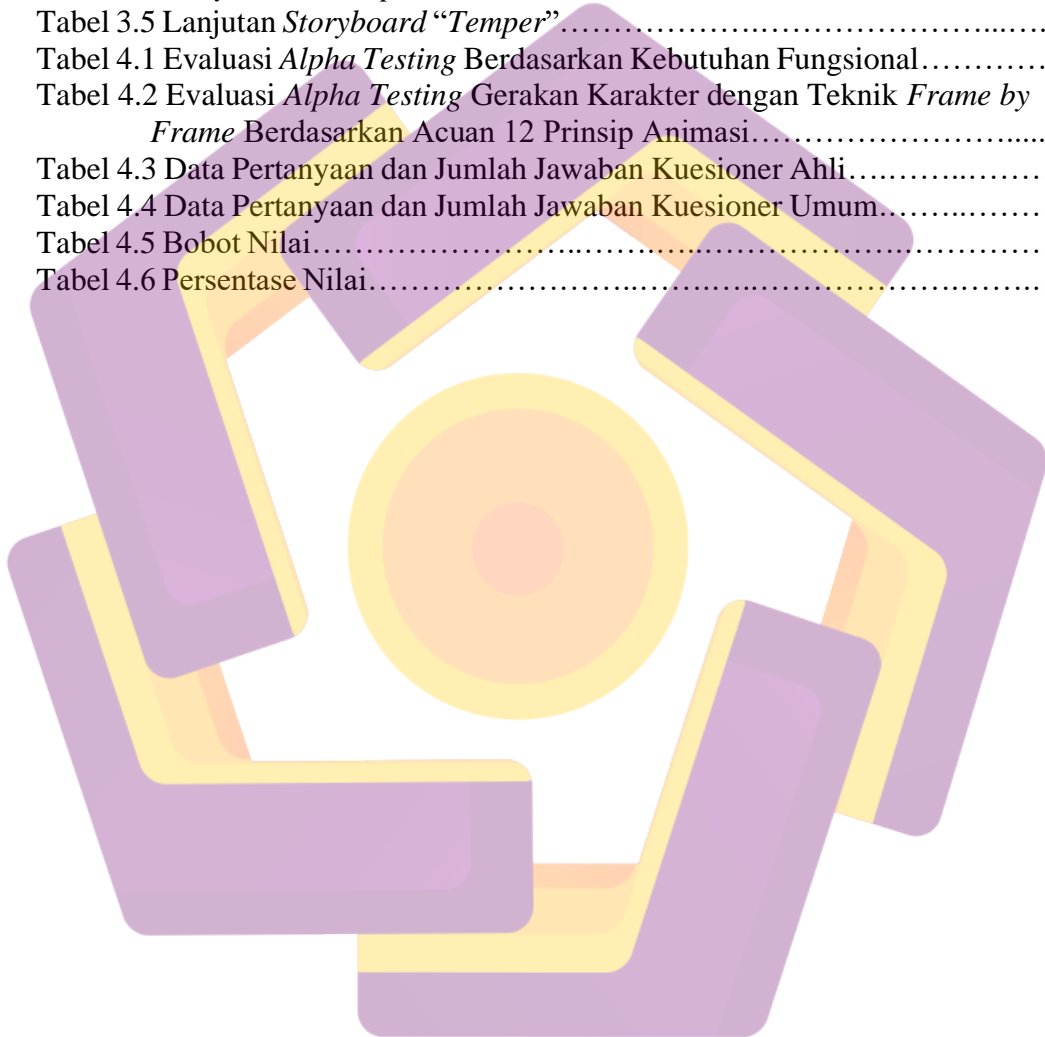 Tabel 3.5 Lanjutan Storyboard “Temper”……………….…………………...….
Tabel 4.1 Evaluasi Alpha Testing Berdasarkan Kebutuhan Fungsional…………
Tabel 4.2 Evaluasi Alpha Testing Gerakan Karakter dengan Teknik Frame by
Frame Berdasarkan Acuan 12 Prinsip Animasi…………………….....
Tabel 4.3 Data Pertanyaan dan Jumlah Jawaban Kuesioner Ahli….……..……
Tabel 4.4 Data Pertanyaan dan Jumlah Jawaban Kuesioner Umum……..……
Tabel 4.5 Bobot Nilai……………………..……………………………………
Tabel 4.6 Persentase Nilai……………………..…….….……………….…….